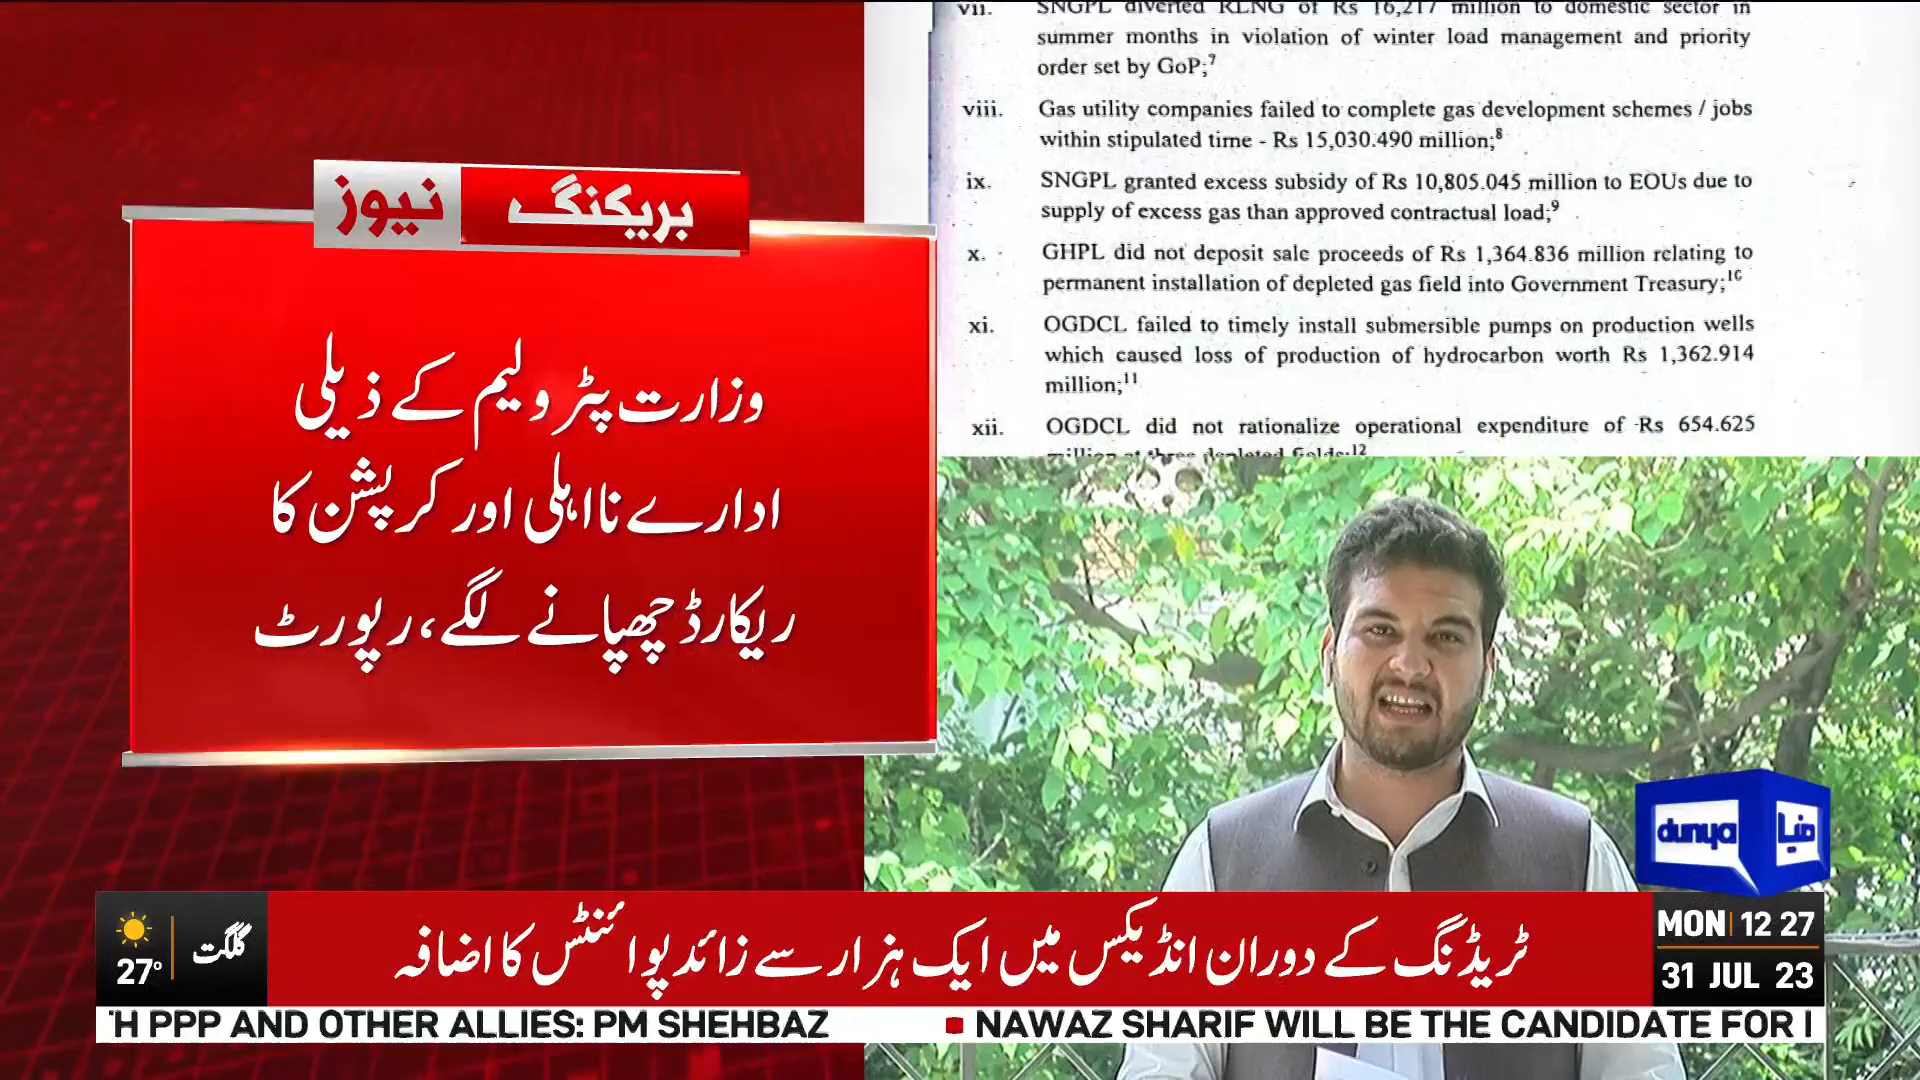 بریکنگ نیوز
وزارت پٹرولیم کے ذیلی
ادارے نااہلی اور کرپشن کا
ریکارڈ چھپانے لگے، رپورٹ
vii. SNGPL diverted RLNG of Rs 16,217 million to domestic sector in
summer months in violation of winter load management and priority
order set by GoP;7
viii. Gas utility companies failed to complete gas development schemes / jobs
within stipulated time - Rs 15,030.490 million;8
ix. SNGPL granted excess subsidy of Rs 10,805.045 million to EOUs due to
supply of excess gas than approved contractual load;9
x. GHPL did not deposit sale proceeds of Rs 1,364.836 million relating to
permanent installation of depleted gas field into Government Treasury;10
xi. OGDCL failed to timely install submersible pumps on production wells
which caused loss of production of hydrocarbon worth Rs 1,362.914
million;11
xii. OGDCL did not rationalize operational expenditure of Rs 654.625
million at three depleted fields;12
dunya دنیا
گلگت
27°
ٹریڈنگ کے دوران انڈیکس میں ایک ہزار سے زائد پوائنٹس کا اضافہ
MON 12 27
31 JUL 23
H PPP AND OTHER ALLIES: PM SHEHBAZ
NAWAZ SHARIF WILL BE THE CANDIDATE FOR